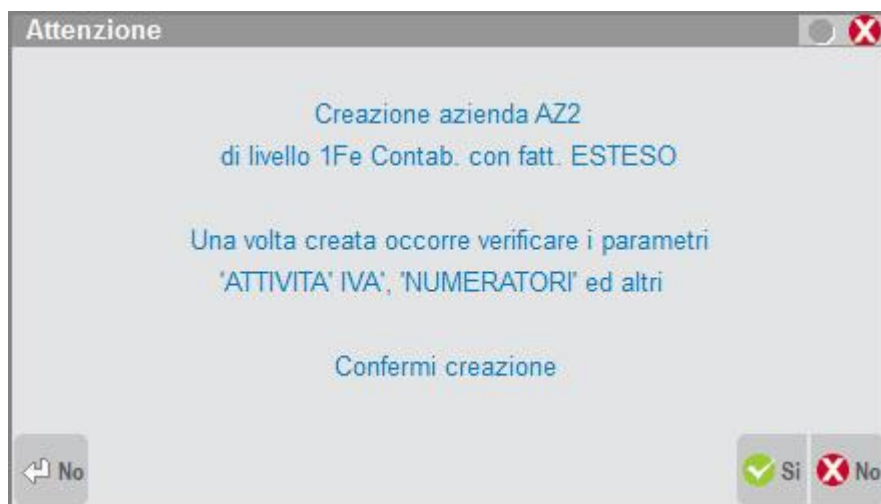 Attenzione
Creazione azienda AZ2
di livello 1Fe Contab. con fatt. ESTESO
Una volta creata occorre verificare i parametri
'ATTIVITA' IVA', 'NUMERATORI' ed altri
Confermi creazione
No
Si
No